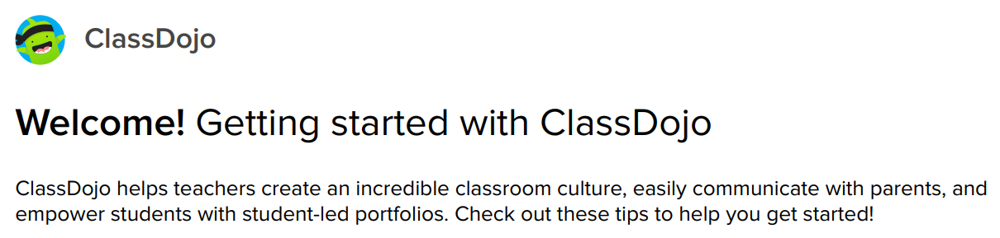 ClassDojo
Welcome! Getting started with ClassDojo
ClassDojo helps teachers create an incredible classroom culture, easily communicate with parents, and
empower students with student-led portfolios. Check out these tips to help you get started!